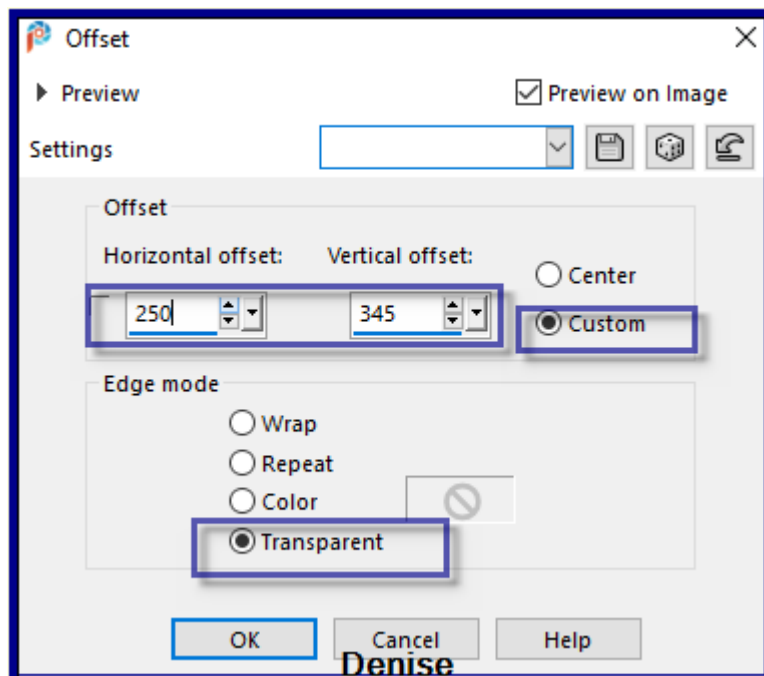 Offset
Preview Preview on Image
Settings
Offset
Horizontal offset: Vertical offset:
Center
250 345
Custom
Edge mode
Wrap
Repeat
Color
Transparent
OK Cancel Help
Denise